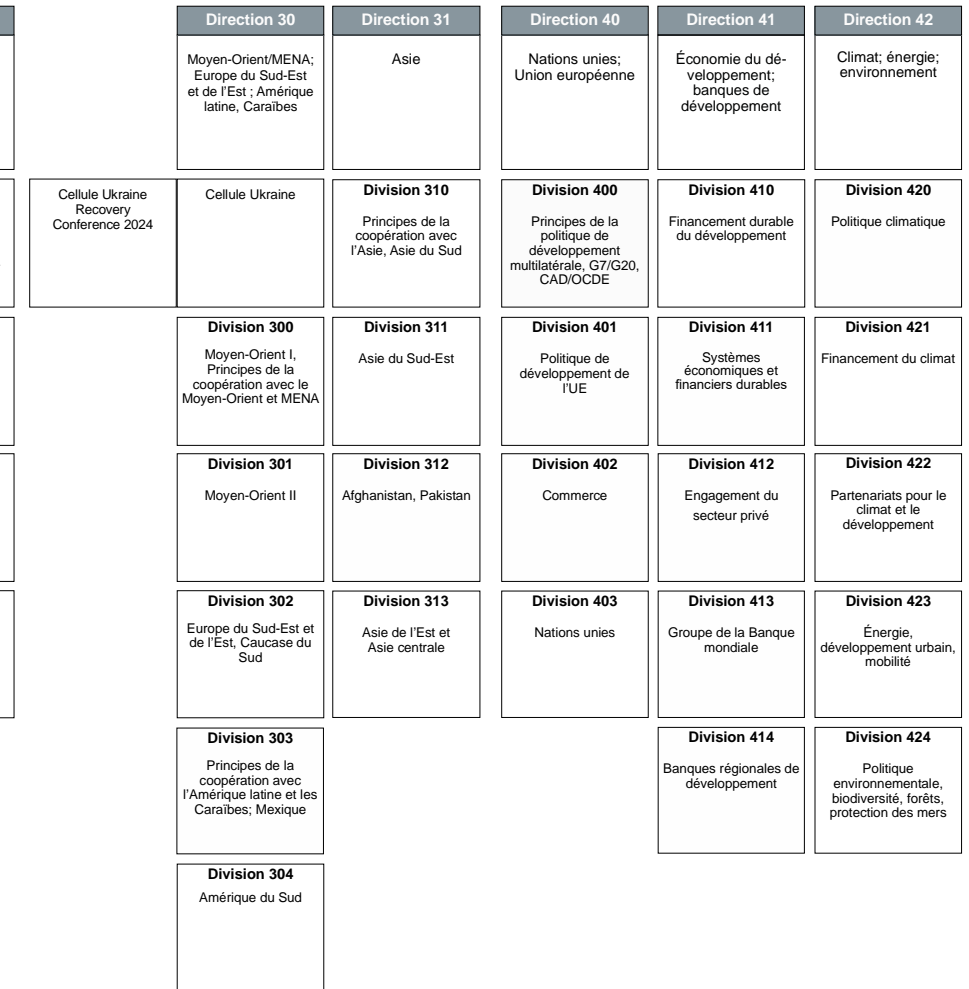 Direction 30
Moyen-Orient/MENA;
Europe du Sud-Est
et de l'Est ; Amérique
latine, Caraïbes
Direction 31
Asie
Direction 40
Nations unies;
Union européenne
Direction 41
Économie du dé-
veloppement;
banques de
développement
Direction 42
Climat; énergie;
environnement
Cellule Ukraine
Recovery
Conference 2024
Cellule Ukraine
Division 310
Principes de la
coopération avec
l'Asie, Asie du Sud
Division 400
Principes de la
politique de
développement
multilatérale, G7/G20,
CAD/OCDE
Division 410
Financement durable
du développement
Division 420
Politique climatique
Division 300
Moyen-Orient I,
Principes de la
coopération avec le
Moyen-Orient et MENA
Division 311
Asie du Sud-Est
Division 401
Politique de
développement de
l'UE
Division 411
Systèmes
économiques et
financiers durables
Division 421
Financement du climat
Division 301
Moyen-Orient II
Division 312
Afghanistan, Pakistan
Division 402
Commerce
Division 412
Engagement du
secteur privé
Division 422
Partenariats pour le
climat et le
développement
Division 302
Europe du Sud-Est et
de l'Est, Caucase du
Sud
Division 313
Asie de l'Est et
Asie centrale
Division 403
Nations unies
Division 413
Groupe de la Banque
mondiale
Division 423
Énergie,
développement urbain,
mobilité
Division 303
Principes de la
coopération avec
l'Amérique latine et les
Caraïbes; Mexique
Division 414
Banques régionales de
développement
Division 424
Politique
environnementale,
biodiversité, forêts,
protection des mers
Division 304
Amérique du Sud